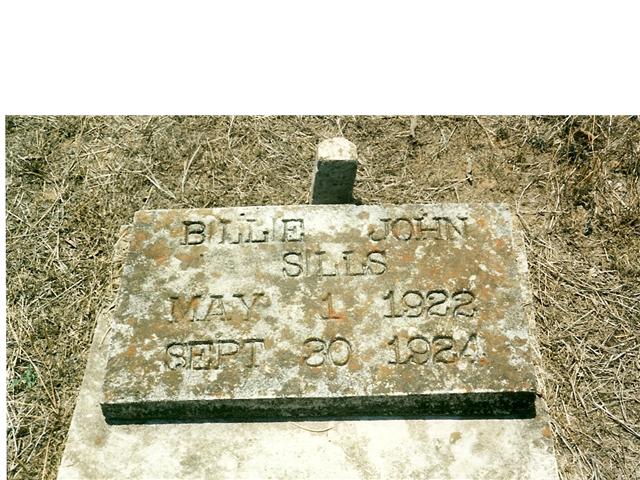 BILLIE JOHN
SILLS
MAY 1 1922
SEPT 30 1924